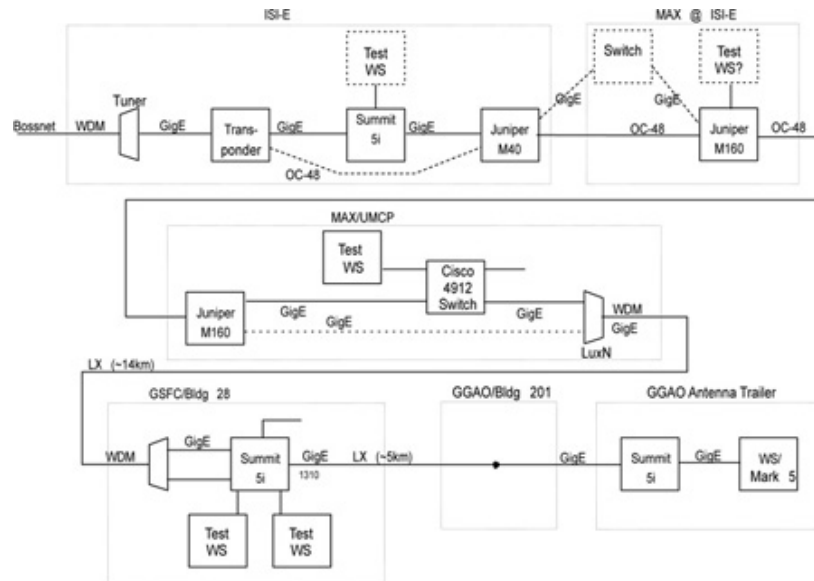 ISI-E
MAX @ ISI-E
Test
WS
Switch
Test
WS?
Tuner
GigE
GigE
Bossnet
WDM
GigE
Trans-
ponder
GigE
Summit
5i
GigE
Juniper
M40
OC-48
Juniper
M160
OC-48
OC-48
MAX/UMCP
Test
WS
Cisco
4912
Switch
Juniper
M160
GigE
GigE
GigE
WDM
GigE
LuxN
LX (~14km)
GSFC/Bldg 28
GGAO/Bldg 201
GGAO Antenna Trailer
WDM
GigE
Summit
5i
GigE
1310
LX (~5km)
GigE
Summit
5i
GigE
WS/
Mark 5
Test
WS
Test
WS